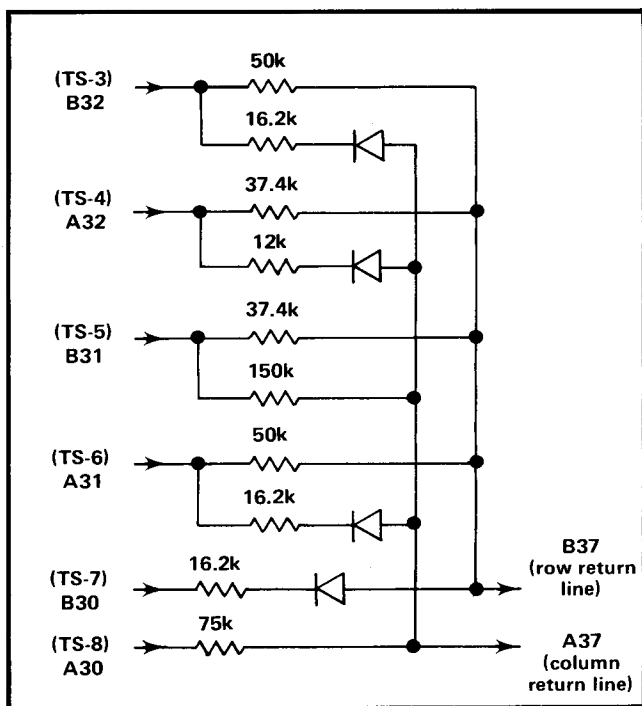 50k
(TS-3)
B32
16.2k
37.4k
(TS-4)
A32
12k
37.4k
(TS-5)
B31
150k
50k
(TS-6)
A31
16.2k
16.2k
(TS-7)
B30
B37
(row return
line)
75k
(TS-8)
A30
A37
(column
return line)